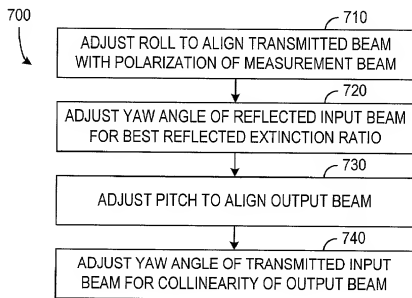 700
710
ADJUST ROLL TO ALIGN TRANSMITTED BEAM
WITH POLARIZATION OF MEASUREMENT BEAM
720
ADJUST YAW ANGLE OF REFLECTED INPUT BEAM
FOR BEST REFLECTED EXTINCTION RATIO
730
ADJUST PITCH TO ALIGN OUTPUT BEAM
740
ADJUST YAW ANGLE OF TRANSMITTED INPUT
BEAM FOR COLLINEARITY OF OUTPUT BEAM